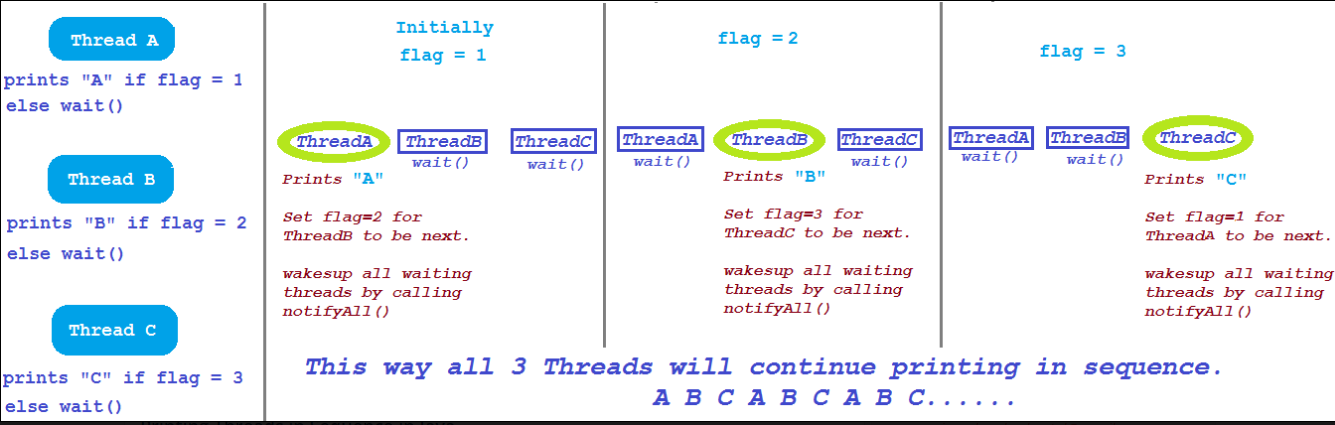 Thread A
prints "A" if flag = 1
else wait()
Thread B
prints "B" if flag = 2
else wait()
Thread C
prints "C" if flag = 3
else wait()
Initially
flag = 1
ThreadA
ThreadB
wait()
ThreadC
wait()
Prints "A"
Set flag=2 for
ThreadB to be next.
wakesup all waiting
threads by calling
notifyAll()
flag = 2
ThreadA
wait()
ThreadB
ThreadC
wait()
Prints "B"
Set flag=3 for
ThreadC to be next.
wakesup all waiting
threads by calling
notifyAll()
flag = 3
ThreadA
wait()
ThreadB
wait()
ThreadC
Prints "C"
Set flag=1 for
ThreadA to be next.
wakesup all waiting
threads by calling
notifyAll()
This way all 3 Threads will continue printing in sequence.
A B C A B C A B C......